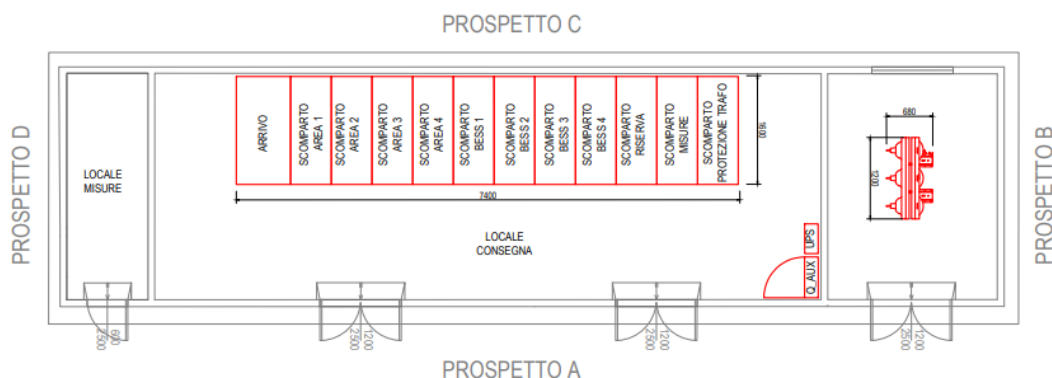 PROSPETTO C
PROSPETTO D
LOCALE
MISURE
ARRIVO
SCOMPARTO
AREA 1
SCOMPARTO
AREA 2
SCOMPARTO
AREA 3
SCOMPARTO
AREA 4
SCOMPARTO
BESS 1
SCOMPARTO
BESS 2
SCOMPARTO
BESS 3
SCOMPARTO
BESS 4
SCOMPARTO
RISERVA
SCOMPARTO
MISURE
SCOMPARTO
PROTEZIONE TRAFO
1600
7400
LOCALE
CONSEGNA
UPS
Q_AUX
680
1200
PROSPETTO B
600
2500
1200
2500
1200
2500
1200
2500
PROSPETTO A